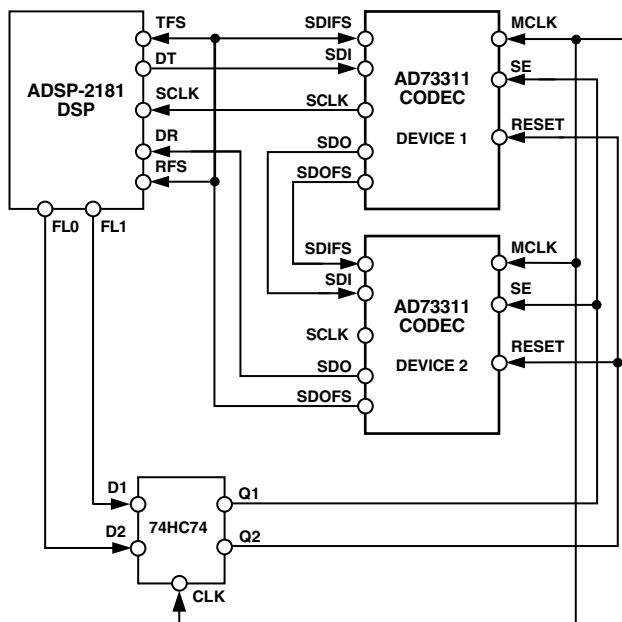 TFS
DT
SCLK
DR
RFS
ADSP-2181
DSP
FL0
FL1
SDIFS
SDI
SCLK
SDO
SDOFS
AD73311
CODEC
DEVICE 1
MCLK
SE
RESET
SDIFS
SDI
SCLK
SDO
SDOFS
AD73311
CODEC
DEVICE 2
MCLK
SE
RESET
D1
D2
74HC74
Q1
Q2
CLK